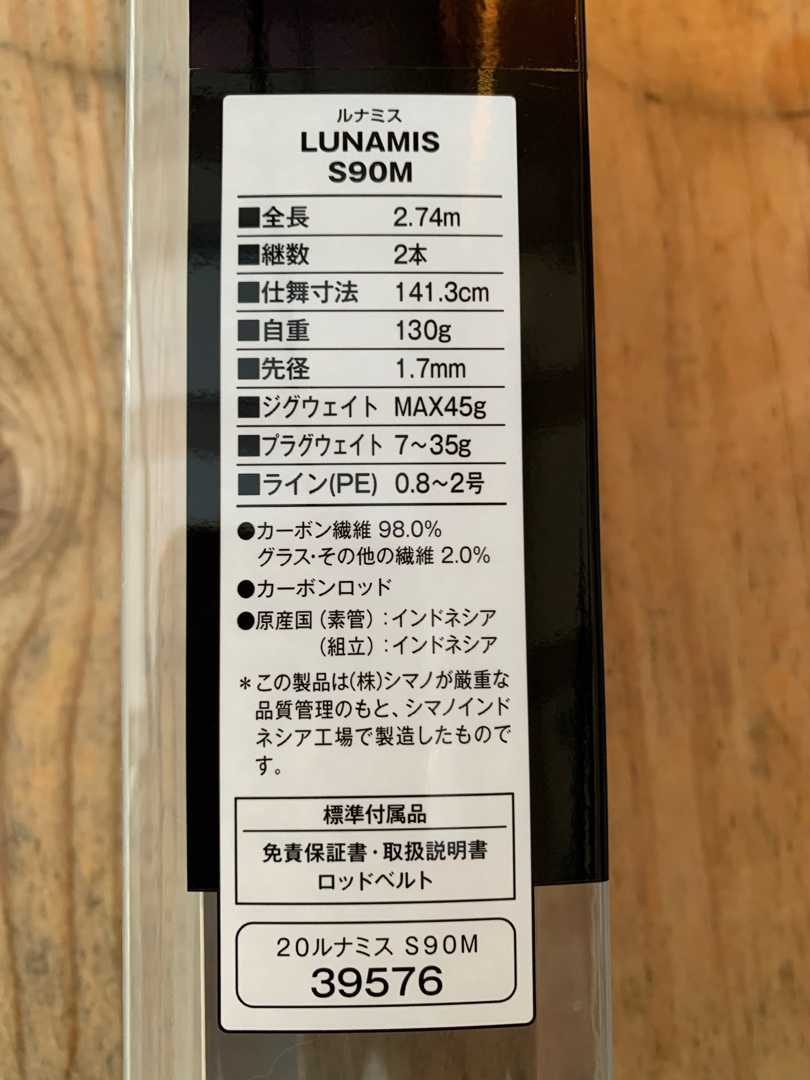 ルナミス
LUNAMIS
S90M
■全長 2.74m
■継数 2本
■仕舞寸法 141.3cm
■自重 130g
■先径 1.7mm
■ジグウェイト MAX45g
■プラグウェイト 7~35g
■ライン(PE) 0.8~2号
●カーボン繊維 98.0%
グラス・その他の繊維 2.0%
●カーボンロッド
●原産国(素管):インドネシア
(組立):インドネシア
*この製品は(株)シマノが厳重な
品質管理のもと、シマノインド
ネシア工場で製造したもので
す。
標準付属品
免責保証書・取扱説明書
ロッドベルト
20ルナミス S90M
39576